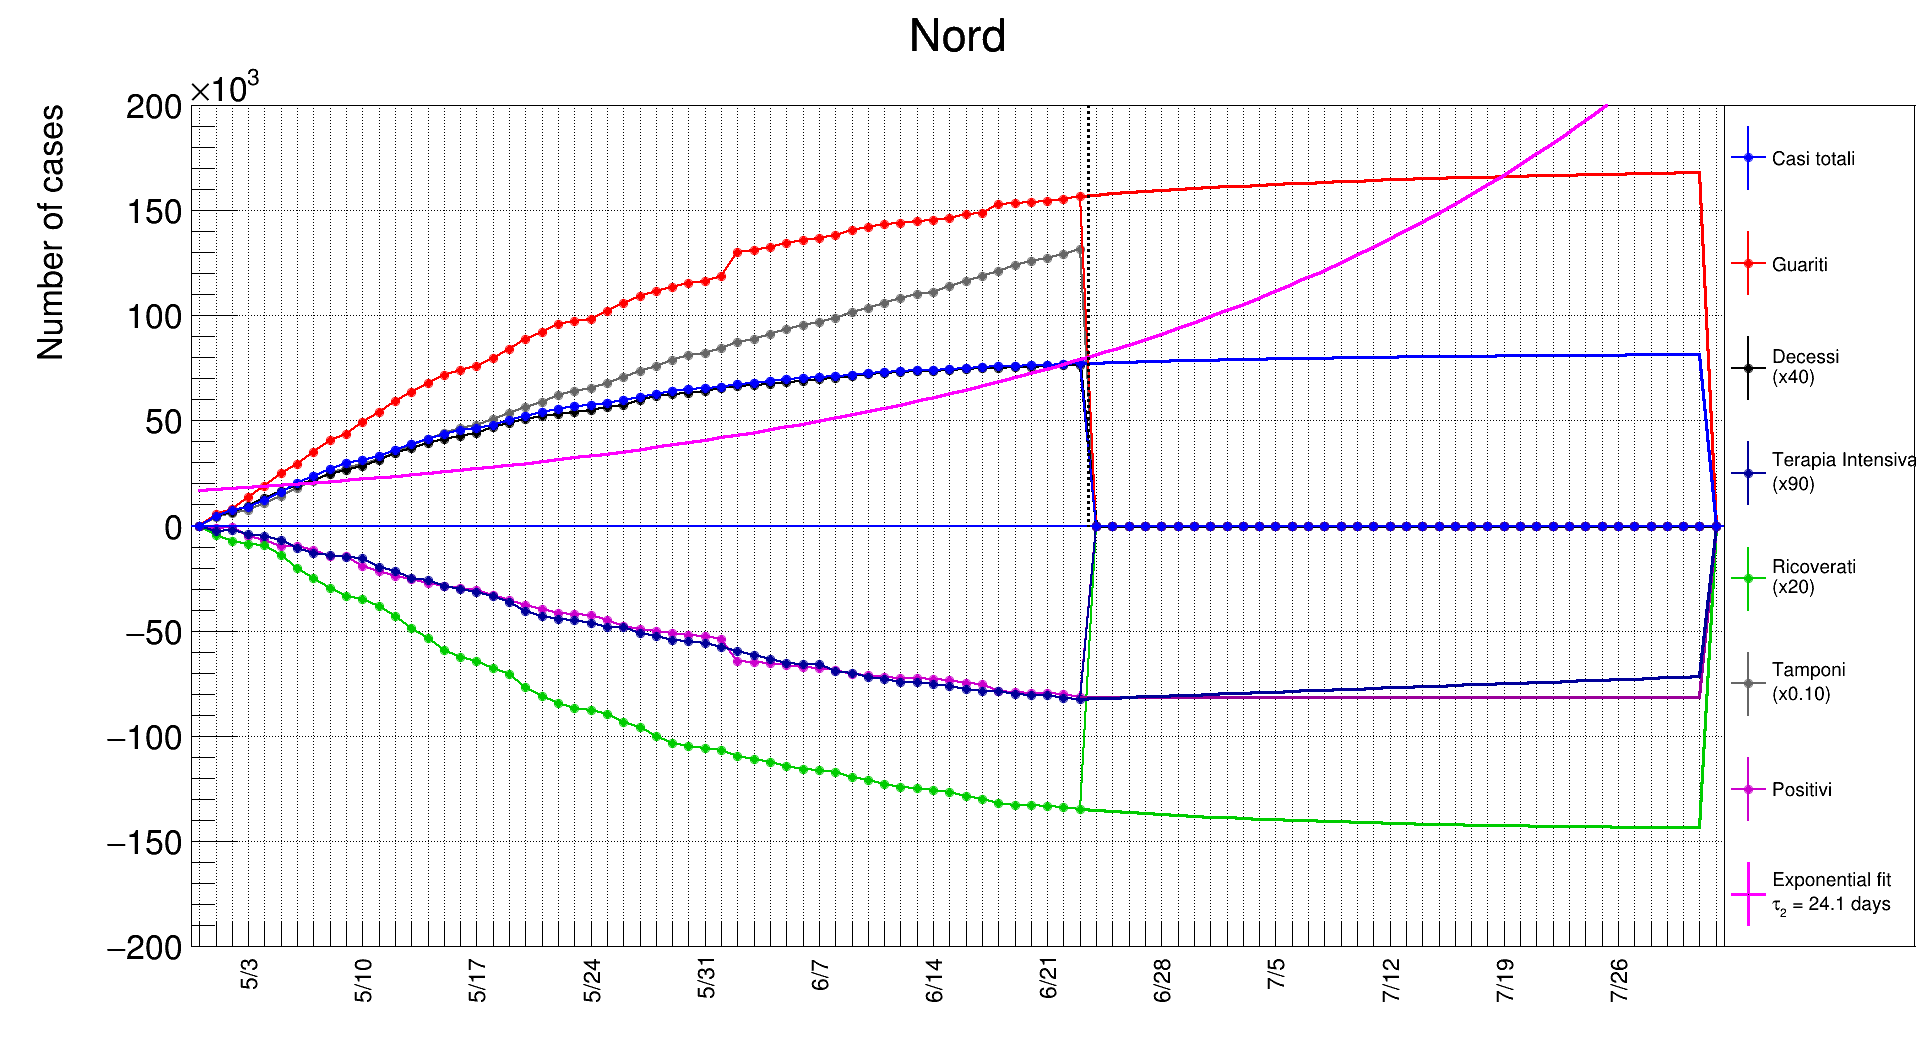 Nord
×10³
Number of cases
200
150
100
50
0
−50
−100
−150
−200
5/3
5/10
5/17
5/24
5/31
6/7
6/14
6/21
6/28
7/5
7/12
7/19
7/26
Casi totali
Guariti
Decessi
(x40)
Terapia Intensiva
(x90)
Ricoverati
(x20)
Tamponi
(x0.10)
Positivi
Exponential fit
τ₂ = 24.1 days